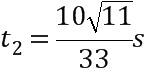 t₂ = 10√11/33 s